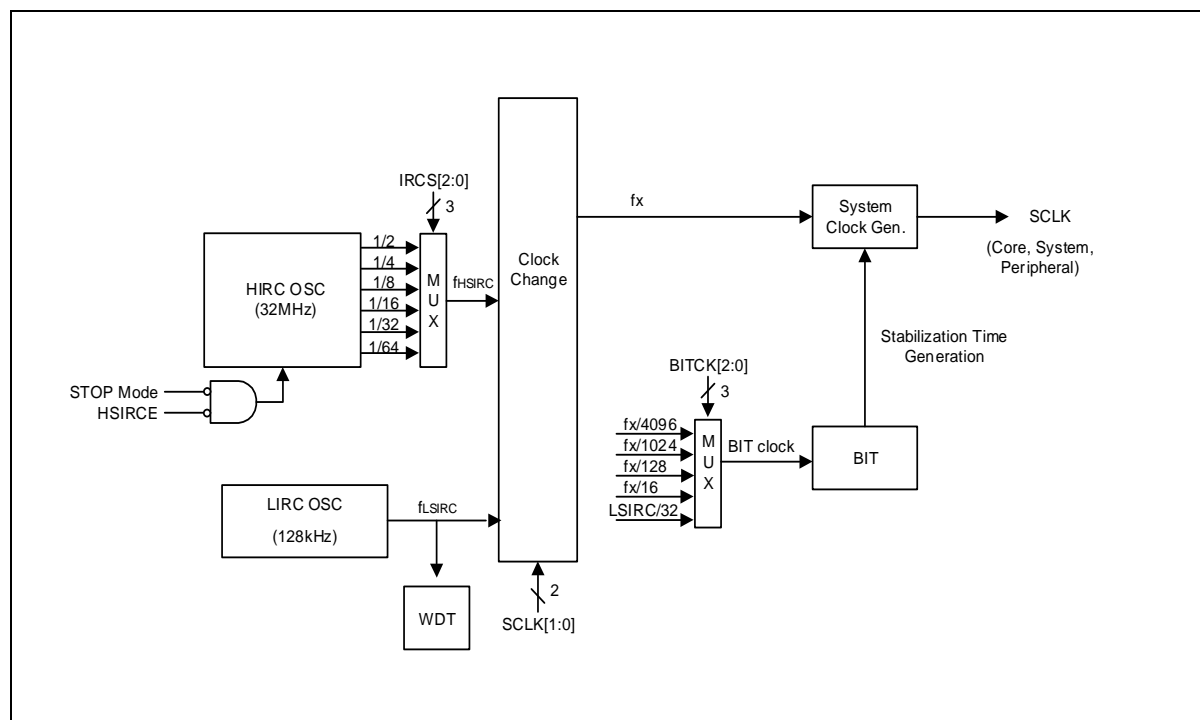 IRCS[2:0]
3
HIRC OSC
(32MHz)
1/2
1/4
1/8
1/16
1/32
1/64
M
U
X
fHSIRC
STOP Mode
HSIRCE
Clock
Change
fx
System
Clock Gen.
SCLK
(Core, System,
Peripheral)
Stabilization Time
Generation
BITCK[2:0]
3
fx/4096
fx/1024
fx/128
fx/16
LSIRC/32
M
U
X
BIT clock
BIT
LIRC OSC
(128kHz)
fLSIRC
WDT
2
SCLK[1:0]